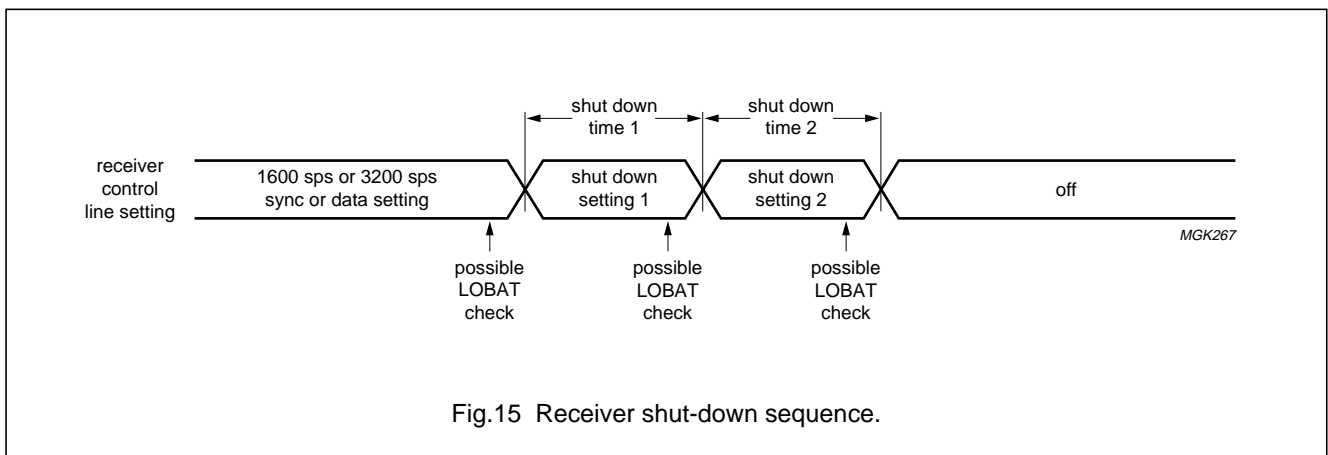 shut down
time 1
shut down
time 2
receiver
control
line setting
1600 sps or 3200 sps
sync or data setting
shut down
setting 1
shut down
setting 2
off
MGK267
possible
LOBAT
check
possible
LOBAT
check
possible
LOBAT
check
Fig.15 Receiver shut-down sequence.